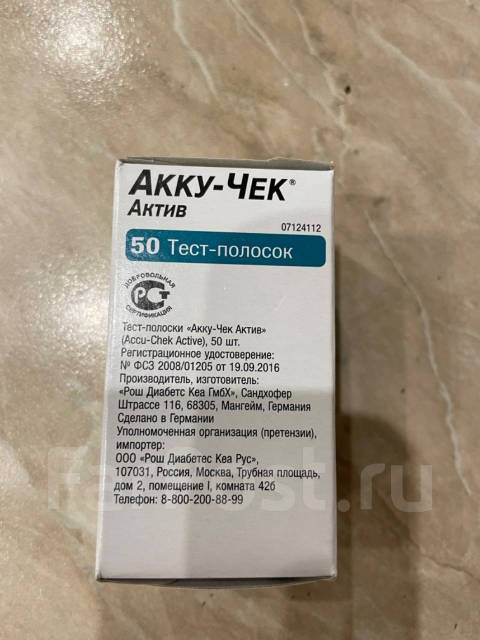 АККУ-ЧЕК®
АКТИВ
07124112
50 Тест-полосок
ДОБРОВОЛЬНАЯ
РСТ
СЕРТИФИКАЦИЯ
Тест-полоски «Акку-Чек Актив»
(Accu-Chek Active), 50 шт.
Регистрационное удостоверение:
№ ФСЗ 2008/01205 от 19.09.2016
Производитель, изготовитель:
«Рош Диабетс Кеа ГмбХ», Сандхофер
Штрассе 116, 68305, Мангейм, Германия
Сделано в Германии
Уполномоченная организация (претензии),
импортер:
ООО «Рош Диабетес Кеа Рус»,
107031, Россия, Москва, Трубная площадь,
дом 2, помещение I, комната 42б
Телефон: 8-800-200-88-99